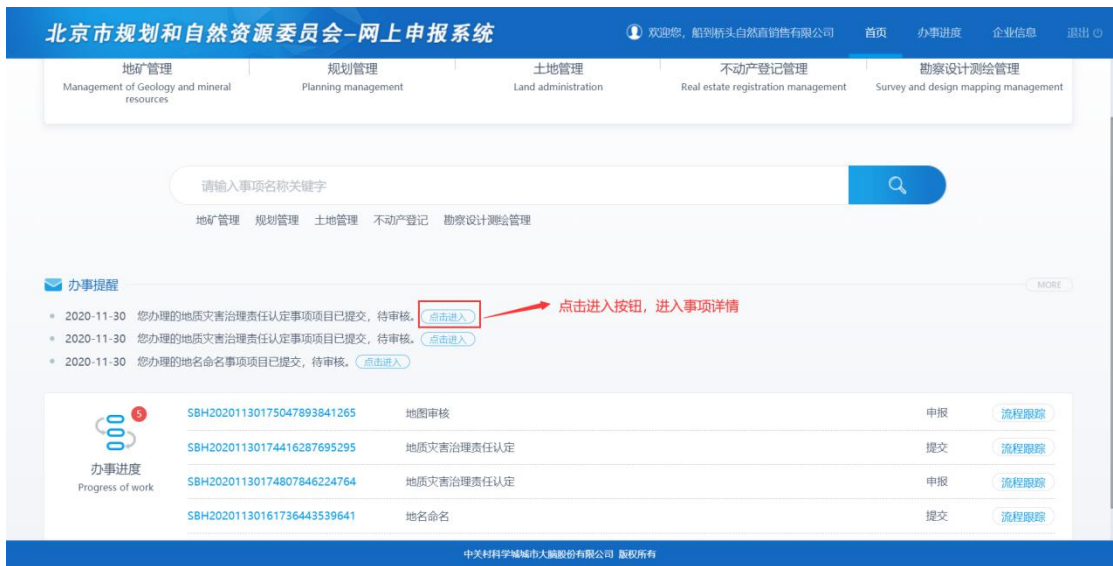 北京市规划和自然资源委员会-网上申报系统
欢迎您，船到桥头自然直销售有限公司 首页 办事进度 企业信息 退出
地矿管理 规划管理 土地管理 不动产登记管理 勘察设计测绘管理
Management of Geology and mineral resources Planning management Land administration Real estate registration management Survey and design mapping management
请输入事项名称关键字
地矿管理 规划管理 土地管理 不动产登记 勘察设计测绘管理
办事提醒 MORE
2020-11-30 您办理的地质灾害治理责任认定事项项目已提交，待审核。 点击进入
点击进入按钮，进入事项详情
2020-11-30 您办理的地质灾害治理责任认定事项项目已提交，待审核。 点击进入
2020-11-30 您办理的地名命名事项项目已提交，待审核。 点击进入
5
办事进度
Progress of work
SBH20201130175047893841265 地图审核 申报 流程跟踪
SBH20201130174416287695295 地质灾害治理责任认定 提交 流程跟踪
SBH20201130174807846224764 地质灾害治理责任认定 申报 流程跟踪
SBH20201130161736443539641 地名命名 提交 流程跟踪
中关村科学城城市大脑股份有限公司 版权所有